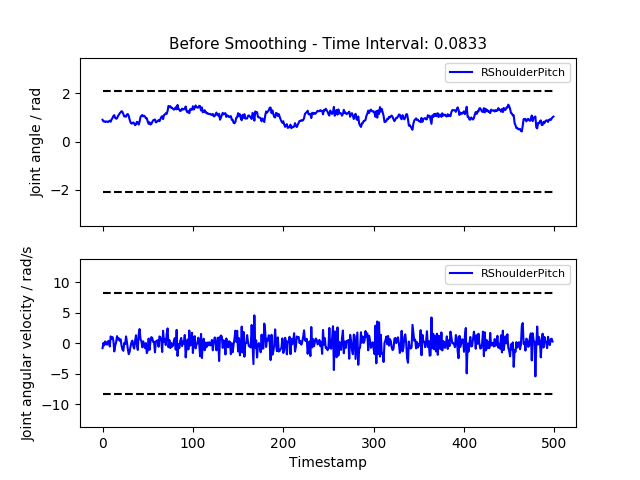 Before Smoothing - Time Interval: 0.0833
RShoulderPitch
Joint angle / rad
2
0
−2
RShoulderPitch
Joint angular velocity / rad/s
10
5
0
−5
−10
0 100 200 300 400 500
Timestamp